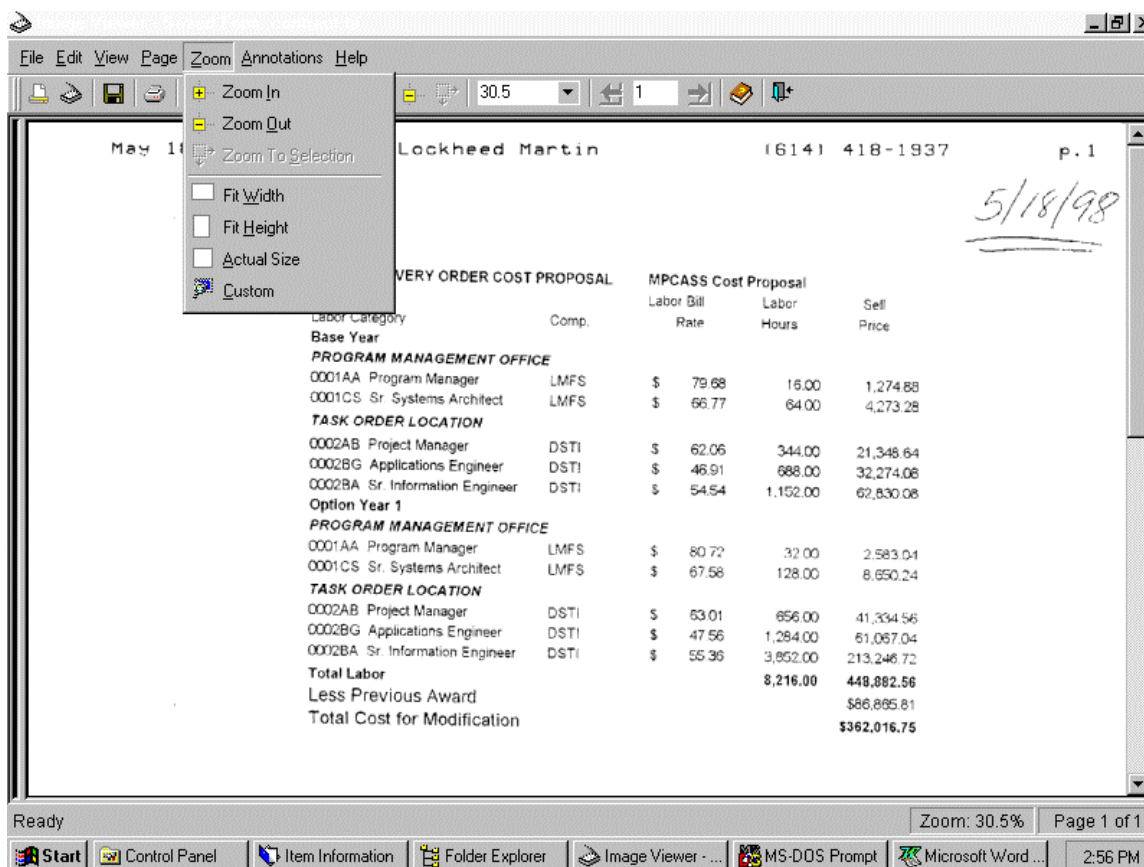 File Edit View Page Zoom Annotations Help
30.5 1
Zoom In
Zoom Out
Zoom To Selection
Fit Width
Fit Height
Actual Size
Custom
May 18 Lockheed Martin (614) 418-1937 p.1
5/18/98
VERY ORDER COST PROPOSAL MPCASS Cost Proposal
Labor Bill Labor Sell
Labor Category Comp. Rate Hours Price
Base Year
PROGRAM MANAGEMENT OFFICE
0001AA Program Manager LMFS $ 79.68 16.00 1,274.88
0001CS Sr. Systems Architect LMFS $ 66.77 64.00 4,273.28
TASK ORDER LOCATION
0002AB Project Manager DSTI $ 62.06 344.00 21,348.64
0002BG Applications Engineer DSTI $ 46.91 688.00 32,274.08
0002BA Sr. Information Engineer DSTI $ 54.54 1,152.00 62,830.08
Option Year 1
PROGRAM MANAGEMENT OFFICE
0001AA Program Manager LMFS $ 80.72 32.00 2,583.04
0001CS Sr. Systems Architect LMFS $ 67.58 128.00 8,650.24
TASK ORDER LOCATION
0002AB Project Manager DSTI $ 63.01 656.00 41,334.56
0002BG Applications Engineer DSTI $ 47.56 1,284.00 61,067.04
0002BA Sr. Information Engineer DSTI $ 55.36 3,852.00 213,246.72
Total Labor 8,216.00 448,882.56
Less Previous Award $86,865.81
Total Cost for Modification $362,016.75
Ready Zoom: 30.5% Page 1 of 1
Start Control Panel Item Information Folder Explorer Image Viewer - ... MS-DOS Prompt Microsoft Word ... 2:56 PM